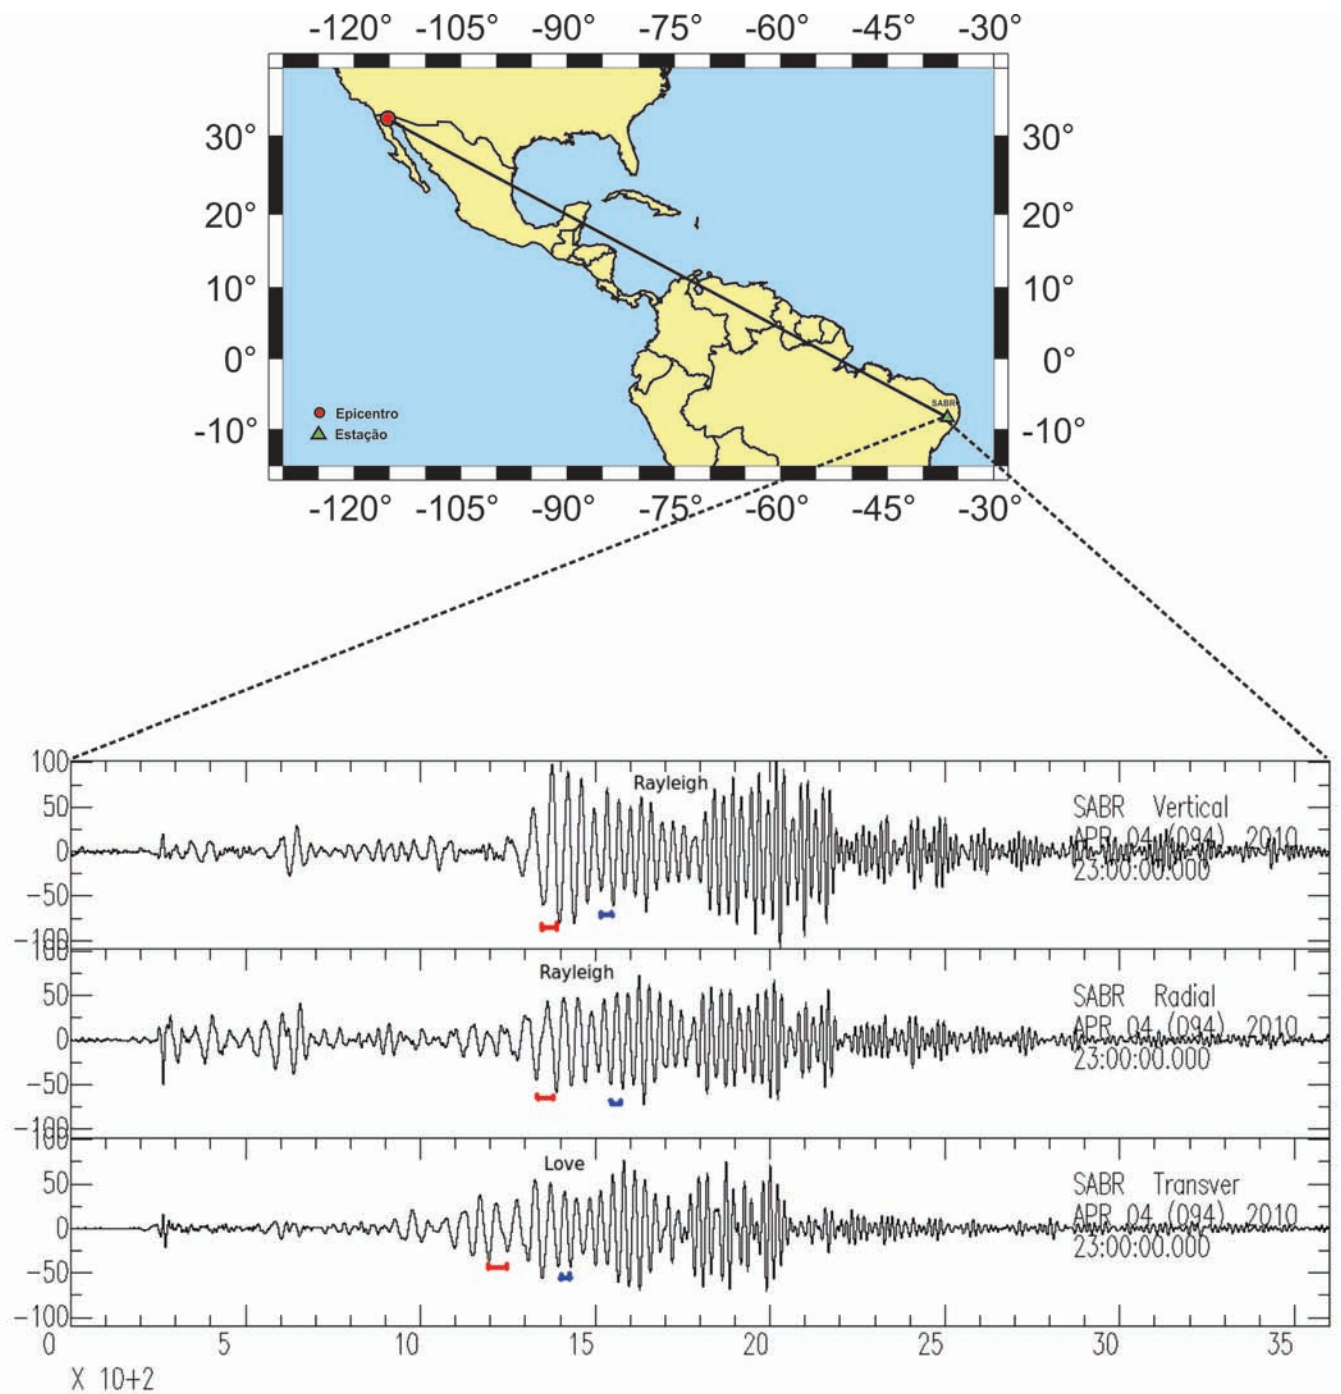 -120° -105° -90° -75° -60° -45° -30°
30° 30°
20° 20°
10° 10°
0° 0°
SABR
Epicentro
Estação
-10° -10°
-120° -105° -90° -75° -60° -45° -30°
100
Rayleigh
SABR Vertical
50
APR 04 (094) 2010
0
23:00:00.000
-50
-100
100
Rayleigh
SABR Radial
50
APR 04 (094) 2010
0
23:00:00.000
-50
-100
100
Love
SABR Transver
50
APR 04 (094) 2010
0
23:00:00.000
-50
-100
0 5 10 15 20 25 30 35
X 10+2